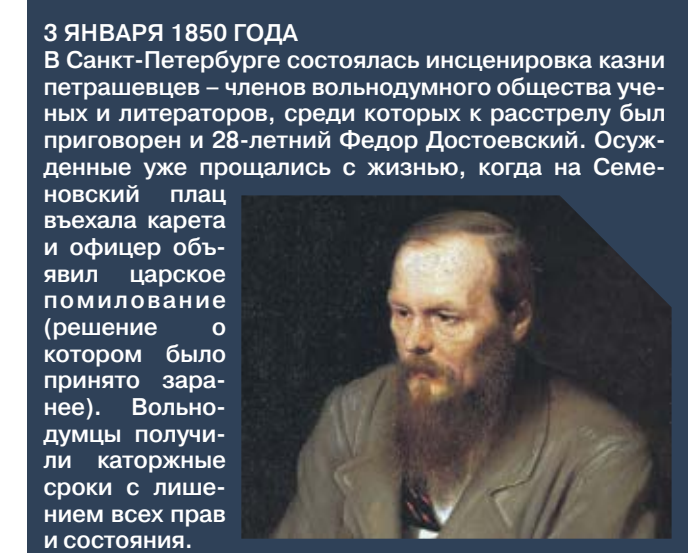 3 ЯНВАРЯ 1850 ГОДА
В Санкт-Петербурге состоялась инсценировка казни
петрашевцев – членов вольнодумного общества уче-
ных и литераторов, среди которых к расстрелу был
приговорен и 28-летний Федор Достоевский. Осуж-
денные уже прощались с жизнью, когда на Семе-
новский плац
въехала карета
и офицер объ-
явил царское
помилование
(решение о
котором было
принято зара-
нее). Вольно-
думцы получи-
ли каторжные
сроки с лише-
нием всех прав
и состояния.